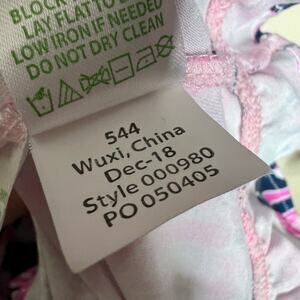 BLOCK
LAY FLAT TO D
LOW IRON IF NEEDED
DO NOT DRY CLEAN
544
Wuxi, China
Dec-18
Style 000980
PO 050405